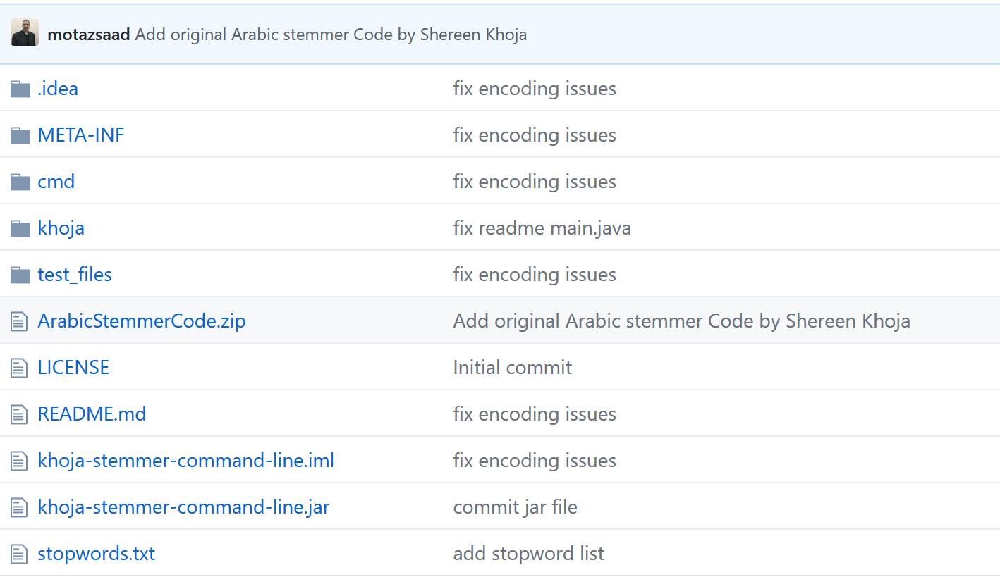 motazsaad Add original Arabic stemmer Code by Shereen Khoja
.idea fix encoding issues
META-INF fix encoding issues
cmd fix encoding issues
khoja fix readme main.java
test_files fix encoding issues
ArabicStemmerCode.zip Add original Arabic stemmer Code by Shereen Khoja
LICENSE Initial commit
README.md fix encoding issues
khoja-stemmer-command-line.iml fix encoding issues
khoja-stemmer-command-line.jar commit jar file
stopwords.txt add stopword list